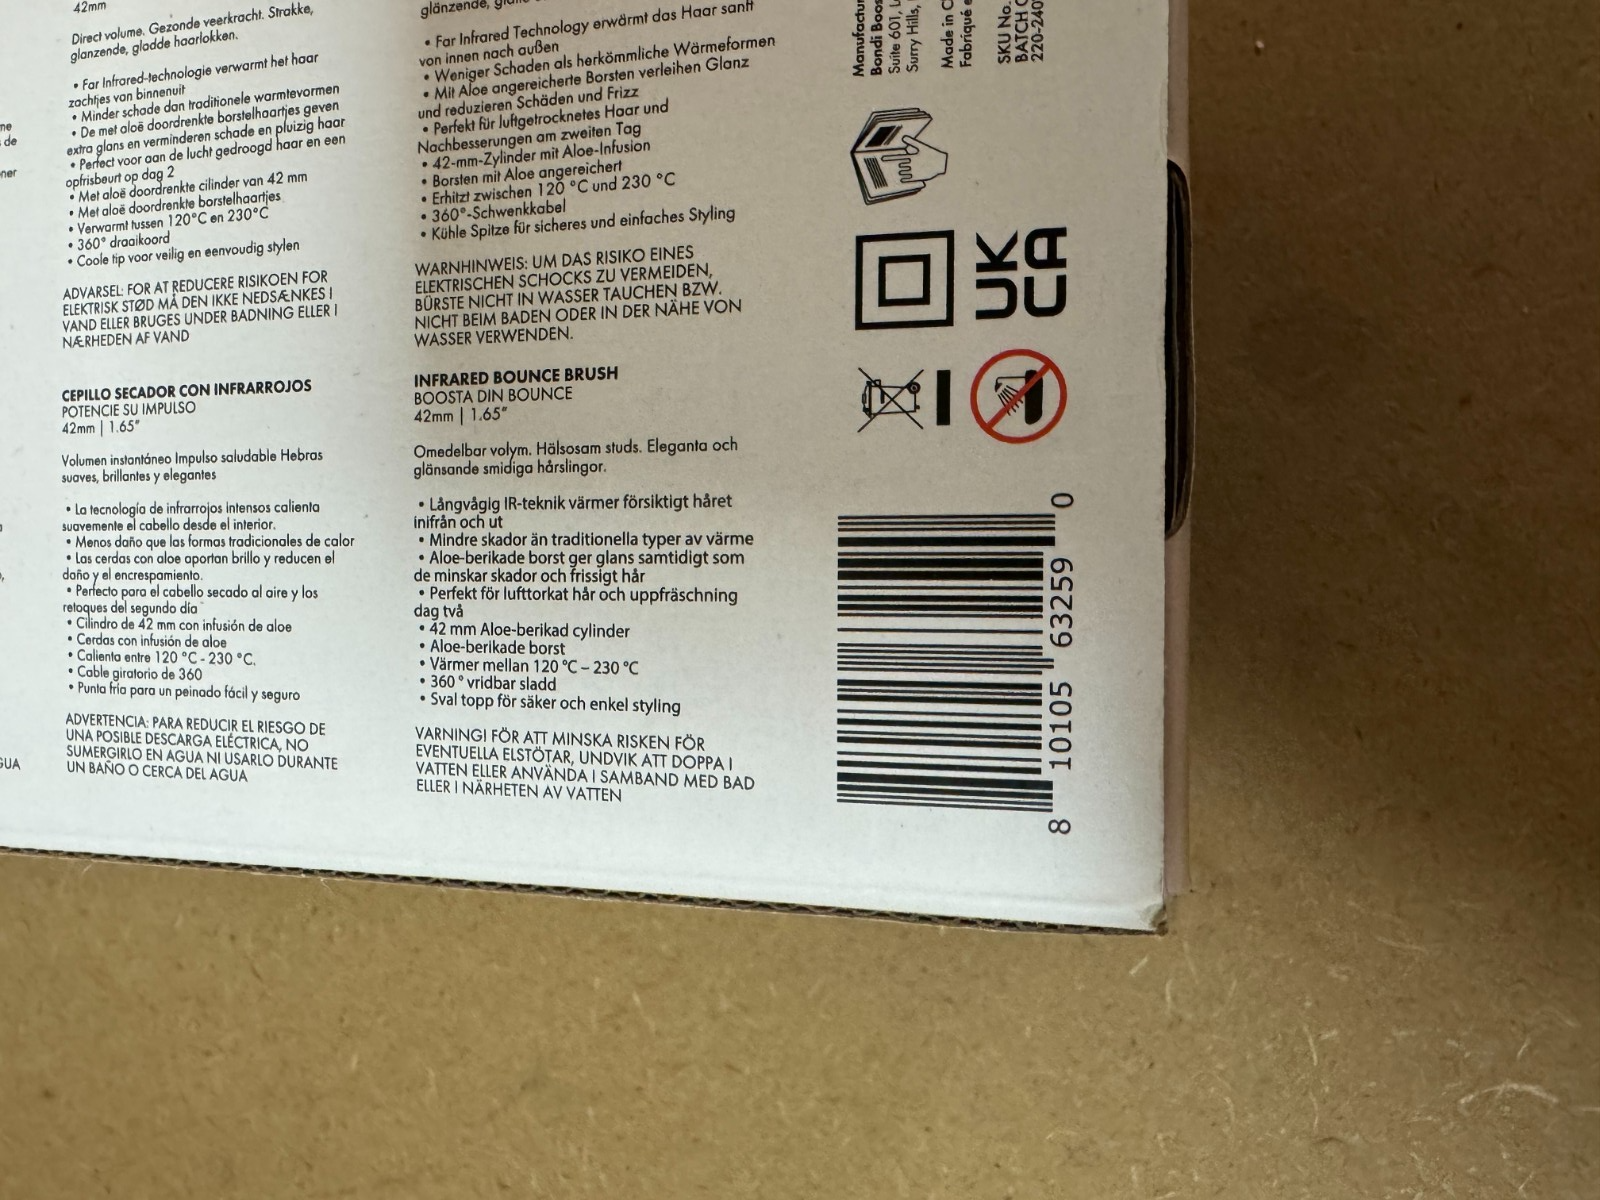 42mm
Direct volume. Gezonde veerkracht. Strakke,
glanzende, gladde haarlokken.
• Far Infrared-technologie verwarmt het haar
zachtjes van binnenuit
• Minder schade dan traditionele warmtevormen
• De met aloë doordrenkte borstelhaartjes geven
extra glans en verminderen schade en pluizig haar
• Perfect voor aan de lucht gedroogd haar en een
opfrisbeurt op dag 2
• Met aloë doordrenkte cilinder van 42 mm
• Met aloë doordrenkte borstelhaartjes
• Verwarmt tussen 120°C en 230°C
• 360° draaikoord
• Coole tip voor veilig en eenvoudig stylen
ADVARSEL: FOR AT REDUCERE RISIKOEN FOR
ELEKTRISK STØD MÅ DEN IKKE NEDSÆNKES I
VAND ELLER BRUGES UNDER BADNING ELLER I
NÆRHEDEN AF VAND
CEPILLO SECADOR CON INFRARROJOS
POTENCIE SU IMPULSO
42mm | 1.65"
Volumen instantáneo Impulso saludable Hebras
suaves, brillantes y elegantes
• La tecnología de infrarrojos intensos calienta
suavemente el cabello desde el interior.
• Menos daño que las formas tradicionales de calor
• Las cerdas con aloe aportan brillo y reducen el
daño y el encrespamiento.
• Perfecto para el cabello secado al aire y los
retoques del segundo día
• Cilindro de 42 mm con infusión de aloe
• Cerdas con infusión de aloe
• Calienta entre 120 °C - 230 °C.
• Cable giratorio de 360
• Punta fría para un peinado fácil y seguro
ADVERTENCIA: PARA REDUCIR EL RIESGO DE
UNA POSIBLE DESCARGA ELÉCTRICA, NO
SUMERGIRLO EN AGUA NI USARLO DURANTE
UN BAÑO O CERCA DEL AGUA
glänzende,
• Far Infrared Technology erwärmt das Haar sanft
von innen nach außen
• Weniger Schaden als herkömmliche Wärmeformen
• Mit Aloe angereicherte Borsten verleihen Glanz
und reduzieren Schäden und Frizz
• Perfekt für luftgetrocknetes Haar und
Nachbesserungen am zweiten Tag
• 42-mm-Zylinder mit Aloe-Infusion
• Borsten mit Aloe angereichert
• Erhitzt zwischen 120 °C und 230 °C
• 360°-Schwenkkabel
• Kühle Spitze für sicheres und einfaches Styling
WARNHINWEIS: UM DAS RISIKO EINES
ELEKTRISCHEN SCHOCKS ZU VERMEIDEN,
BÜRSTE NICHT IN WASSER TAUCHEN BZW.
NICHT BEIM BADEN ODER IN DER NÄHE VON
WASSER VERWENDEN.
INFRARED BOUNCE BRUSH
BOOSTA DIN BOUNCE
42mm | 1.65"
Omedelbar volym. Hälsosam studs. Eleganta och
glänsande smidiga hårslingor.
• Långvågig IR-teknik värmer försiktigt håret
inifrån och ut
• Mindre skador än traditionella typer av värme
• Aloe-berikade borst ger glans samtidigt som
de minskar skador och frissigt hår
• Perfekt för lufttorkat hår och uppfräschning
dag två
• 42 mm Aloe-berikad cylinder
• Aloe-berikade borst
• Värmer mellan 120 °C – 230 °C
• 360 ° vridbar sladd
• Sval topp för säker och enkel styling
VARNING! FÖR ATT MINSKA RISKEN FÖR
EVENTUELLA ELSTÖTAR, UNDVIK ATT DOPPA I
VATTEN ELLER ANVÄNDA I SAMBAND MED BAD
ELLER I NÄRHETEN AV VATTEN
Bondi Boos
Suite 601,
Surry Hills,
Made in C
Fabriqué
SKU No.
BATCH
220-240
UK
CA
8 10105 63259 0